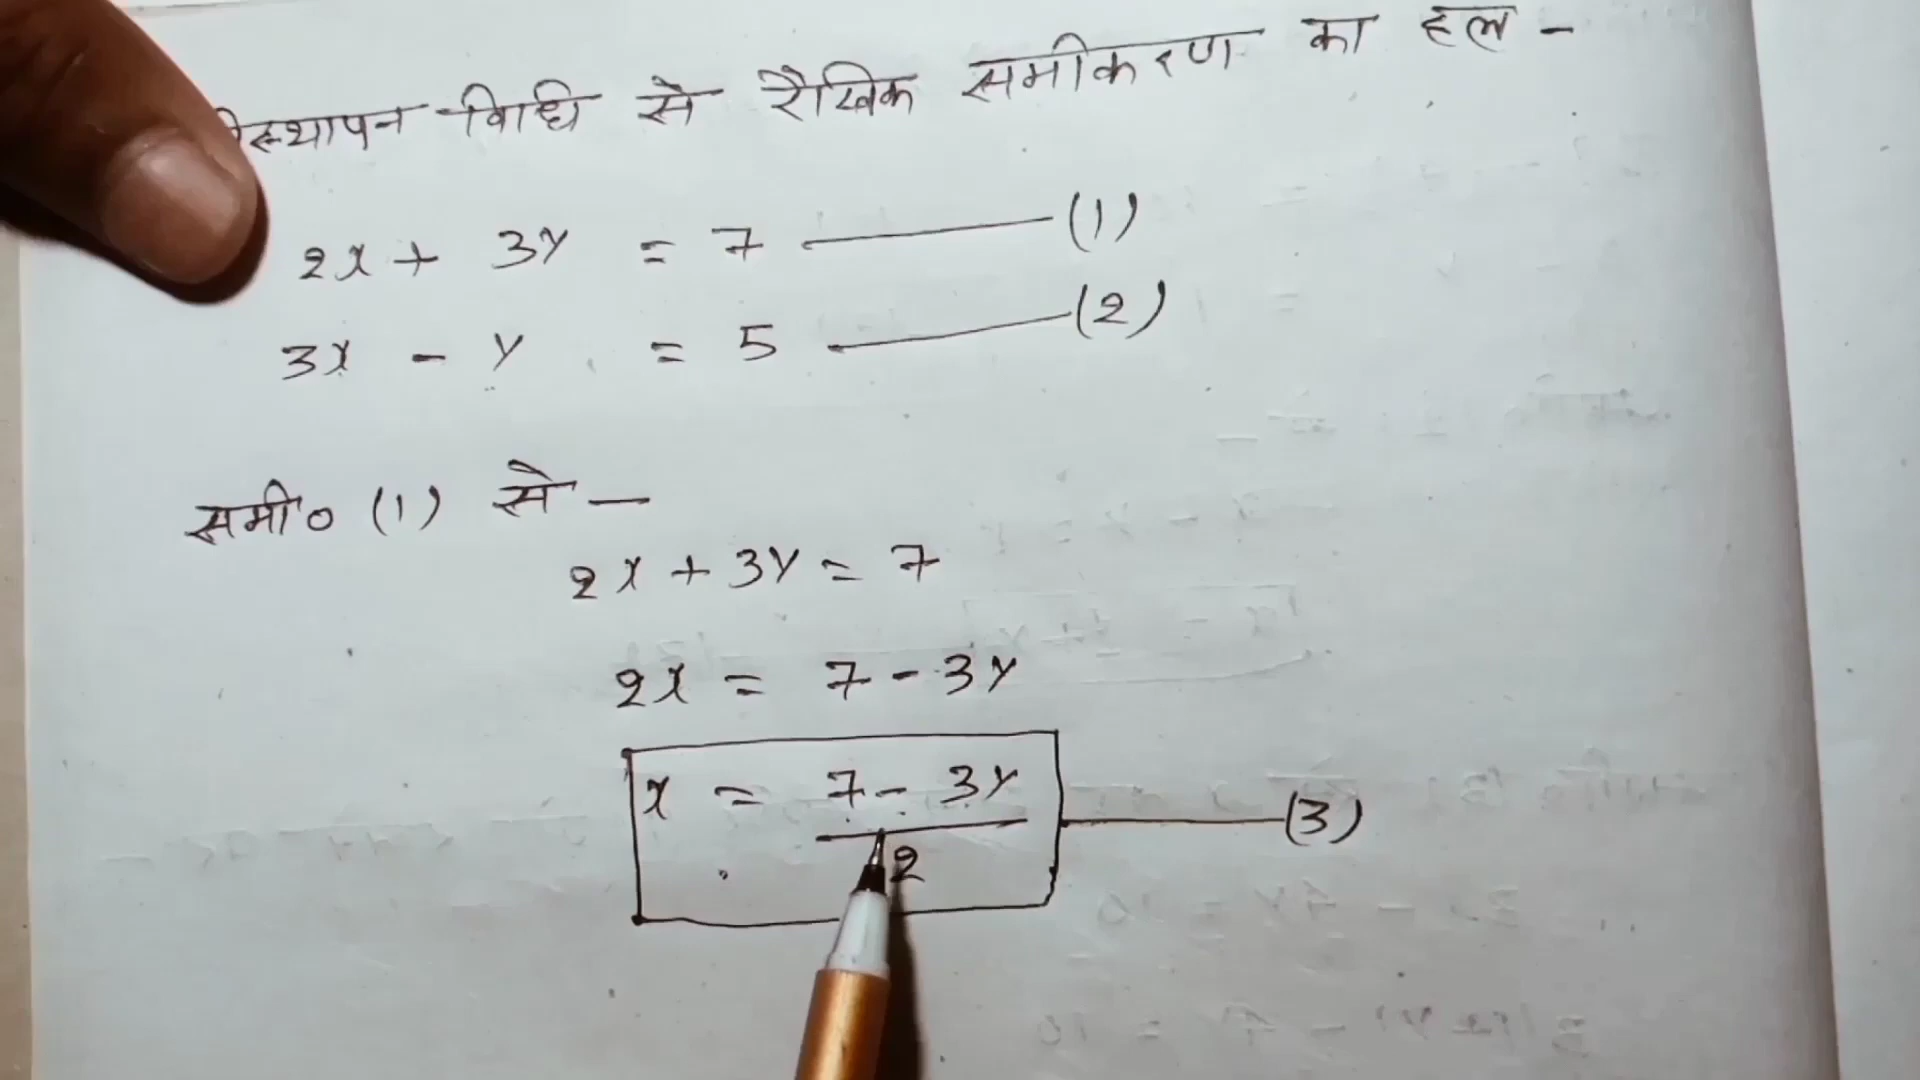 विस्थापन विधि से रैखिक समीकरण का हल -
2x + 3y = 7 ——— (1)
3x - y = 5 ——— (2)
समी० (1) से —
2x + 3y = 7
2x = 7 - 3y
x = 7 - 3y / 2 ——— (3)